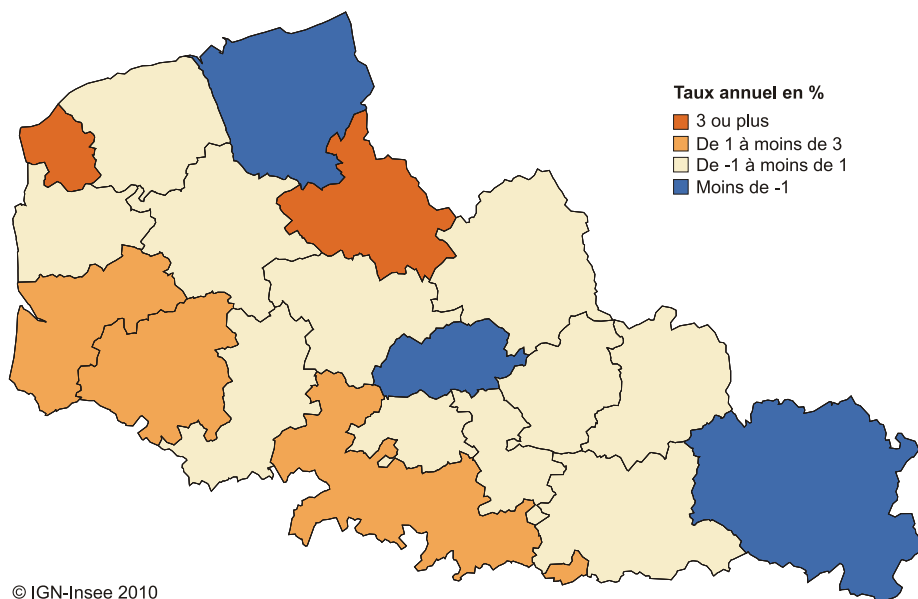 Taux annuel en %
3 ou plus
De 1 à moins de 3
De -1 à moins de 1
Moins de -1
© IGN-Insee 2010